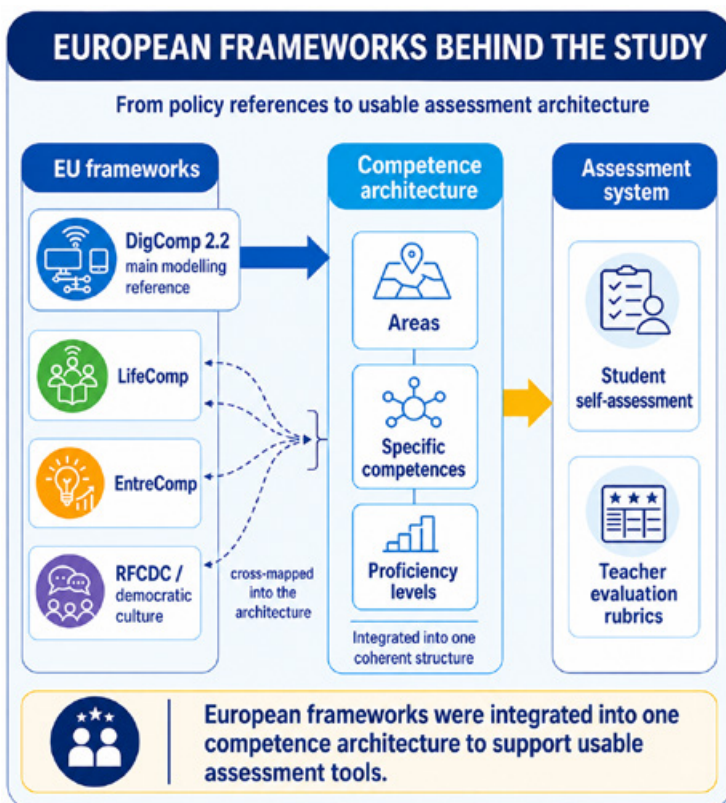 EUROPEAN FRAMEWORKS BEHIND THE STUDY
From policy references to usable assessment architecture
EU frameworks
DigComp 2.2
main modelling
reference
LifeComp
EntreComp
RFCDC /
democratic
culture
cross-mapped
into the
architecture
Competence
architecture
Areas
Specific
competences
Proficiency
levels
Integrated into one
coherent structure
Assessment
system
Student
self-assessment
Teacher
evaluation
rubrics
European frameworks were integrated into one
competence architecture to support usable
assessment tools.